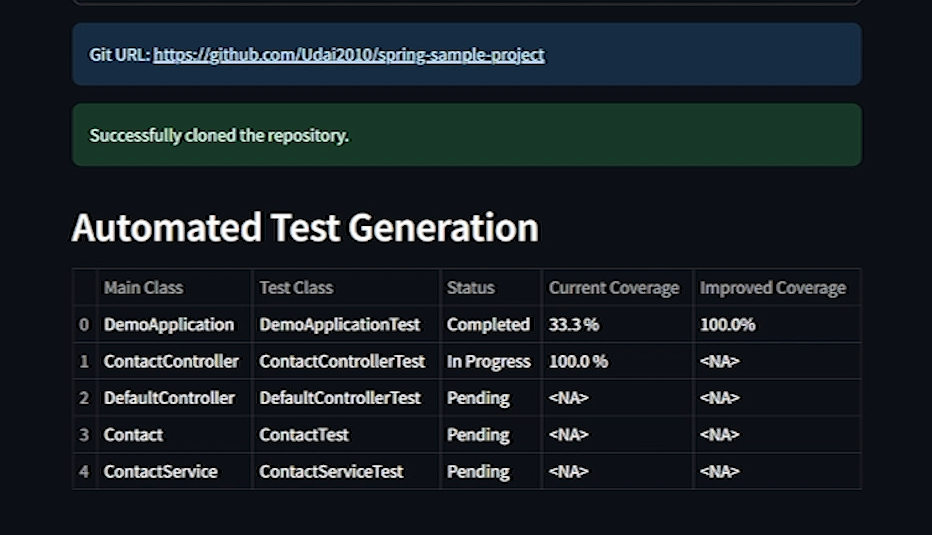 Git URL: https://github.com/Udai2010/spring-sample-project
Successfully cloned the repository.
Automated Test Generation
Main Class Test Class Status Current Coverage Improved Coverage
0 DemoApplication DemoApplicationTest Completed 33.3 % 100.0%
1 ContactController ContactControllerTest In Progress 100.0 % <NA>
2 DefaultController DefaultControllerTest Pending <NA> <NA>
3 Contact ContactTest Pending <NA> <NA>
4 ContactService ContactServiceTest Pending <NA> <NA>